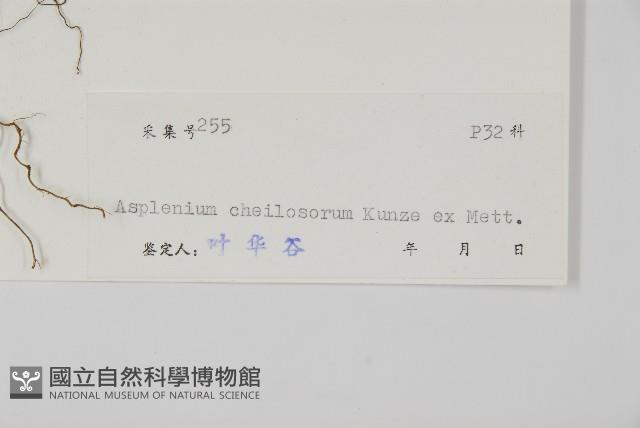 采集号255 P32科
Asplenium cheilosorum Kunze ex Mett.
鉴定人：叶华谷 年 月 日
國立自然科學博物館
NATIONAL MUSEUM OF NATURAL SCIENCE